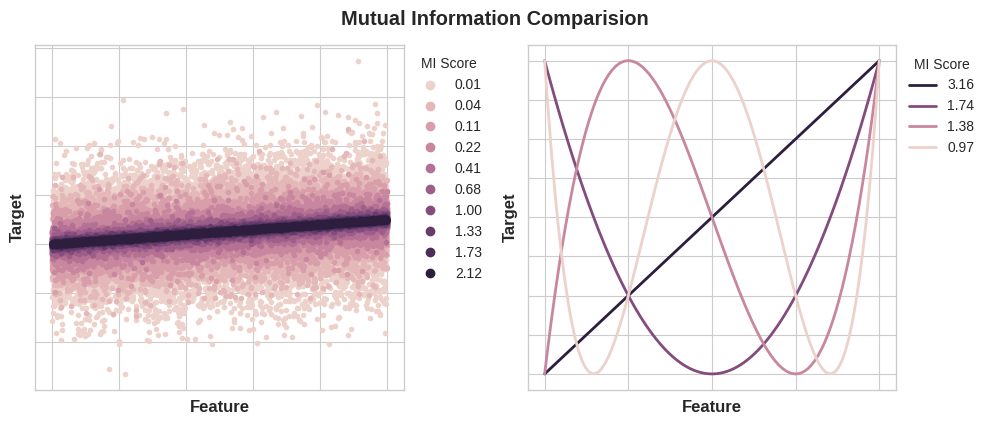 Mutual Information Comparision
Target
Feature
MI Score
0.01
0.04
0.11
0.22
0.41
0.68
1.00
1.33
1.73
2.12
Target
Feature
MI Score
3.16
1.74
1.38
0.97